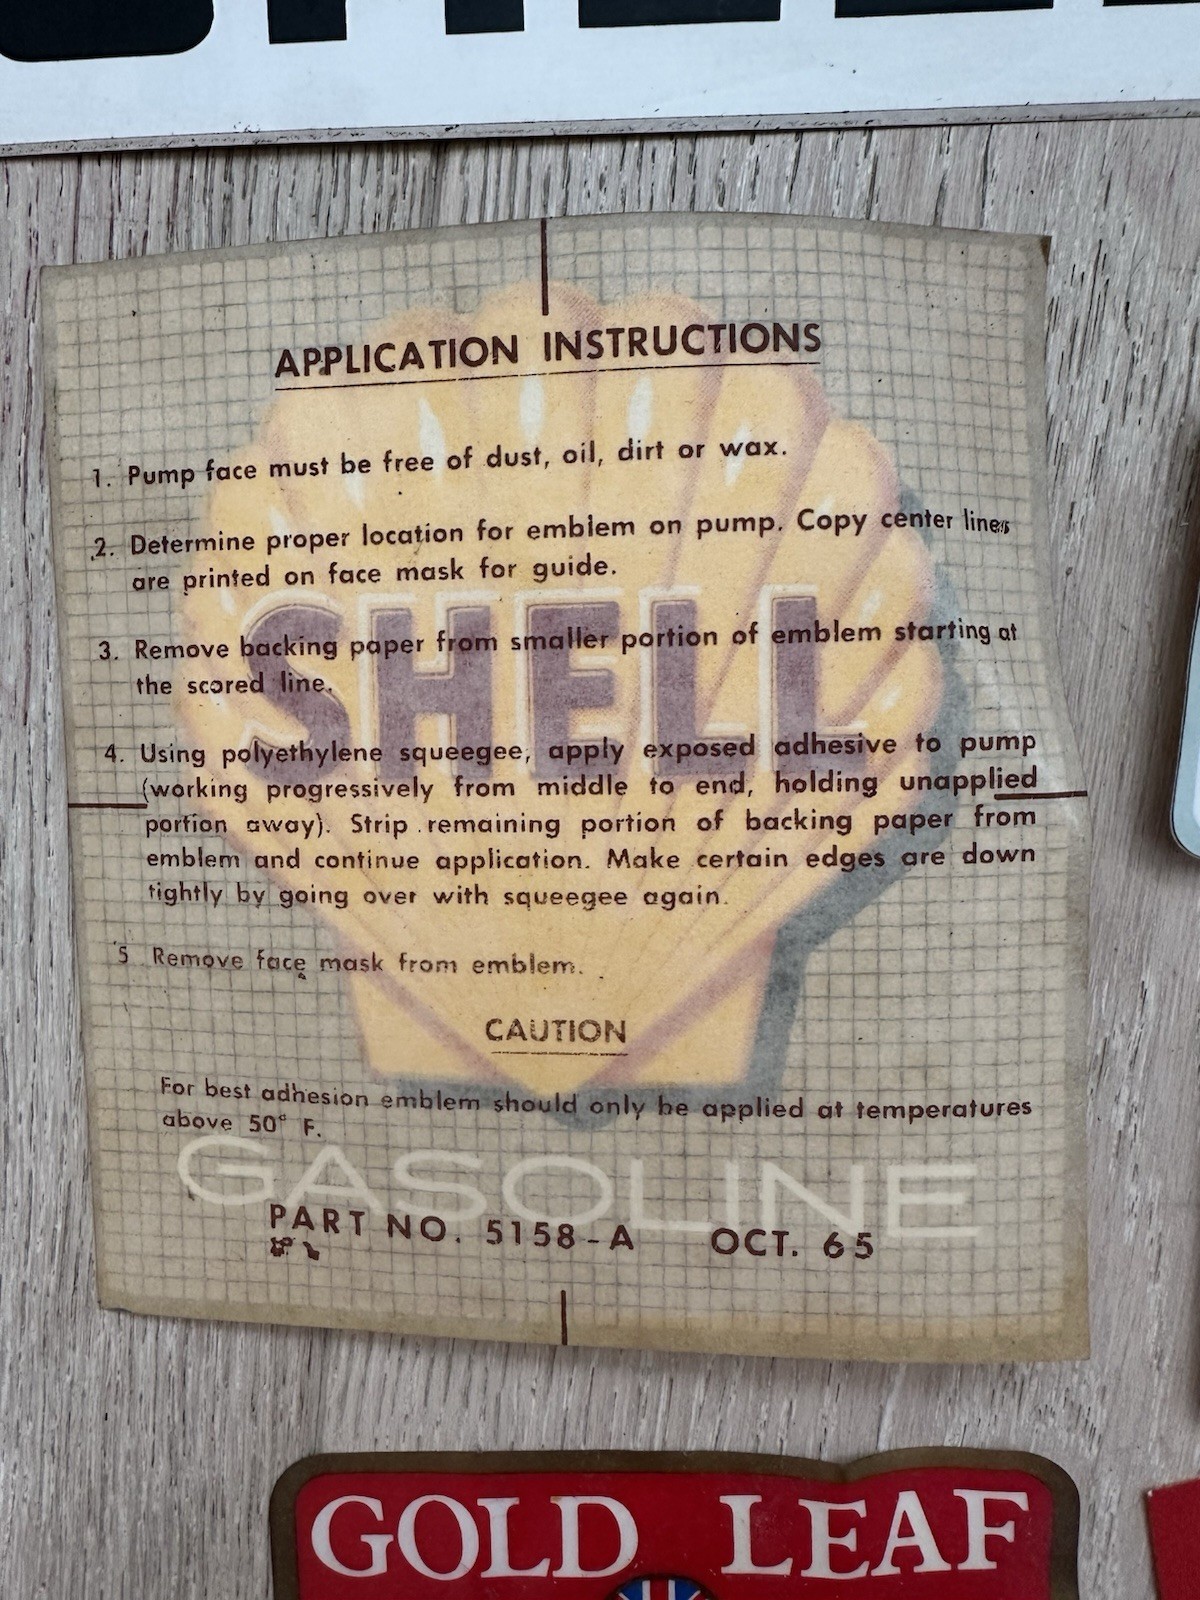 APPLICATION INSTRUCTIONS
1. Pump face must be free of dust, oil, dirt or wax.
2. Determine proper location for emblem on pump. Copy center lines
are printed on face mask for guide.
SHELL
3. Remove backing paper from smaller portion of emblem starting at
the scored line.
4. Using polyethylene squeegee, apply exposed adhesive to pump
(working progressively from middle to end, holding unapplied
portion away). Strip remaining portion of backing paper from
emblem and continue application. Make certain edges are down
tightly by going over with squeegee again.
5 Remove face mask from emblem.
CAUTION
For best adhesion emblem should only be applied at temperatures
above 50° F.
GASOLINE
PART NO. 5158-A OCT. 65
GOLD LEAF